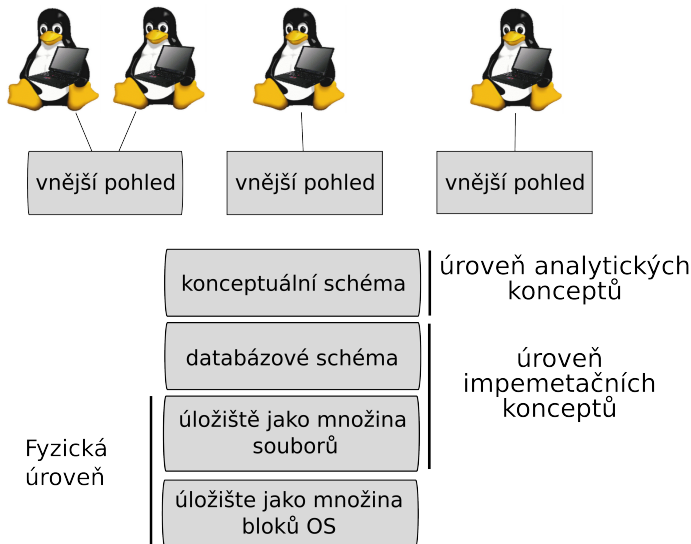 vnější pohled
vnější pohled
vnější pohled
konceptuální schéma
úroveň analytických
konceptů
databázové schéma
úroveň
impemetačních
konceptů
úložiště jako množina
souborů
Fyzická
úroveň
úložište jako množina
bloků OS